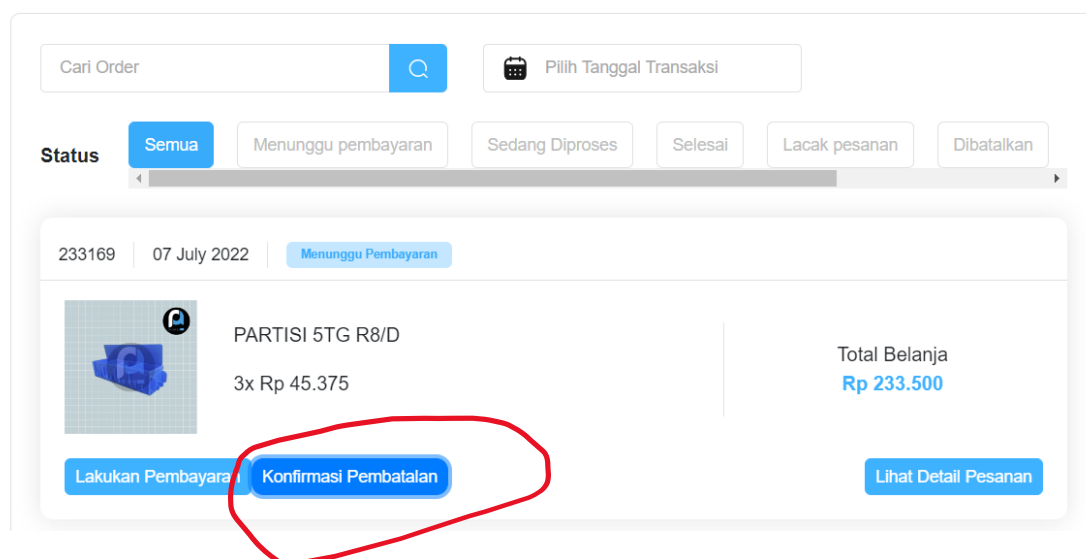 Cari Order
Pilih Tanggal Transaksi
Status
Semua
Menunggu pembayaran
Sedang Diproses
Selesai
Lacak pesanan
Dibatalkan
233169
07 July 2022
Menunggu Pembayaran
PARTISI 5TG R8/D
3x Rp 45.375
Total Belanja
Rp 233.500
Lakukan Pembayaran
Konfirmasi Pembatalan
Lihat Detail Pesanan